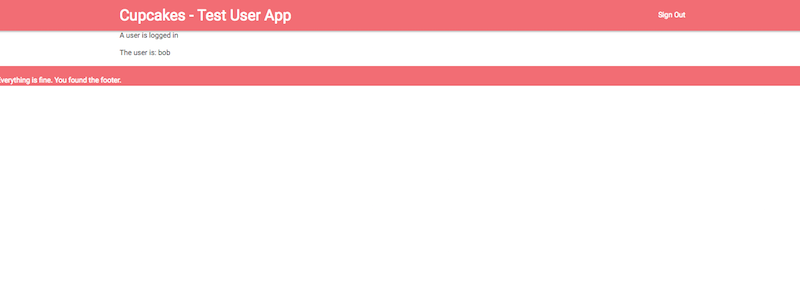 Cupcakes - Test User App
Sign Out
A user is logged in
The user is: bob
Everything is fine. You found the footer.